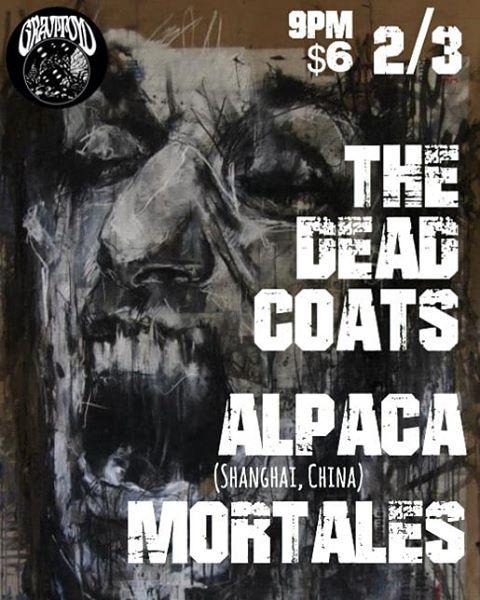 9PM
$6
2/3
THE
DEAD
COATS
ALPACA
(SHANGHAI, CHINA)
MORTALES